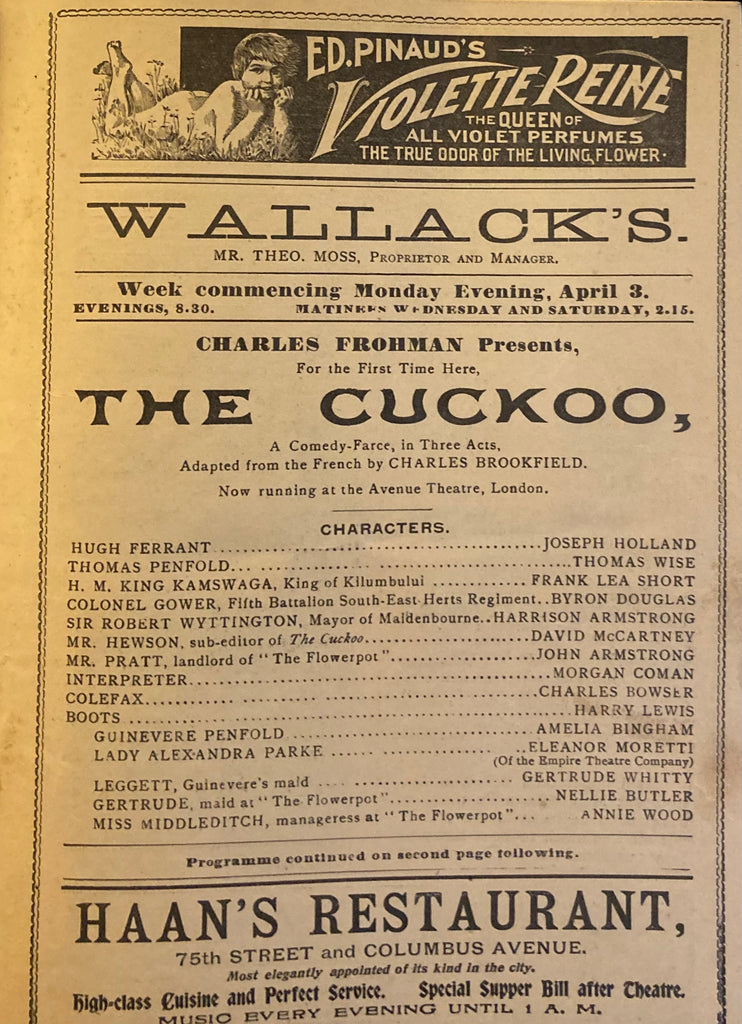 ED. PINAUD'S
VIOLETTE REINE
THE QUEEN OF
ALL VIOLET PERFUMES
THE TRUE ODOR OF THE LIVING FLOWER.
WALLACK'S.
MR. THEO. MOSS, PROPRIETOR AND MANAGER.
Week commencing Monday Evening, April 3.
EVENINGS, 8.30. MATINEES WEDNESDAY AND SATURDAY, 2.15.
CHARLES FROHMAN Presents,
For the First Time Here,
THE CUCKOO,
A Comedy-Farce, in Three Acts,
Adapted from the French by CHARLES BROOKFIELD.
Now running at the Avenue Theatre, London.
CHARACTERS.
HUGH FERRANT........................................JOSEPH HOLLAND
THOMAS PENFOLD... ........................................THOMAS WISE
H. M. KING KAMSWAGA, King of Kilumbului ............ FRANK LEA SHORT
COLONEL GOWER, Fifth Battalion South-East Herts Regiment..BYRON DOUGLAS
SIR ROBERT WYTTINGTON, Mayor of Maidenbourne..HARRISON ARMSTRONG
MR. HEWSON, sub-editor of The Cuckoo........................DAVID McCARTNEY
MR. PRATT, landlord of "The Flowerpot"....................JOHN ARMSTRONG
INTERPRETER..................................................MORGAN COMAN
COLEFAX......................................................CHARLES BOWSER
BOOTS ........................................................HARRY LEWIS
GUINEVERE PENFOLD...................................AMELIA BINGHAM
LADY ALEXANDRA PARKE ...... .................ELEANOR MORETTI
(Of the Empire Theatre Company)
LEGGETT, Guinevere's maid .............................. GERTRUDE WHITTY
GERTRUDE, maid at "The Flowerpot"...................... NELLIE BUTLER
MISS MIDDLEDITCH, manageress at "The Flowerpot"... ANNIE WOOD
Programme continued on second page following.
HAAN'S RESTAURANT,
75th STREET and COLUMBUS AVENUE.
Most elegantly appointed of its kind in the city.
High-class Cuisine and Perfect Service. Special Supper Bill after Theatre.
MUSIC EVERY EVENING UNTIL 1 A. M.